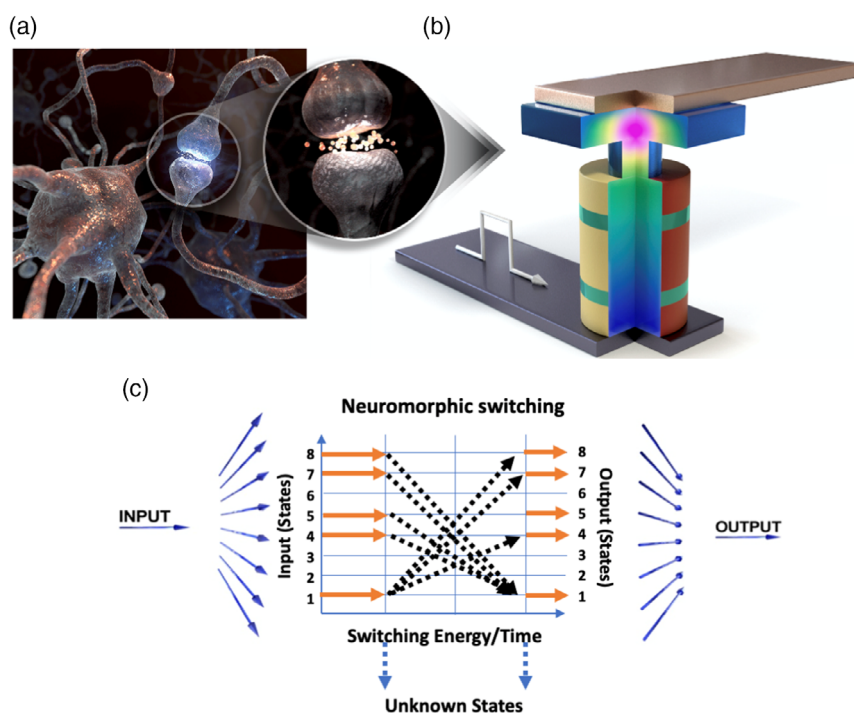 (a)
(b)
(c)
Neuromorphic switching
INPUT
Input (States)
8
7
6
5
4
3
2
1
8
7
6
5
4
3
2
1
Output (States)
OUTPUT
Switching Energy/Time
Unknown States